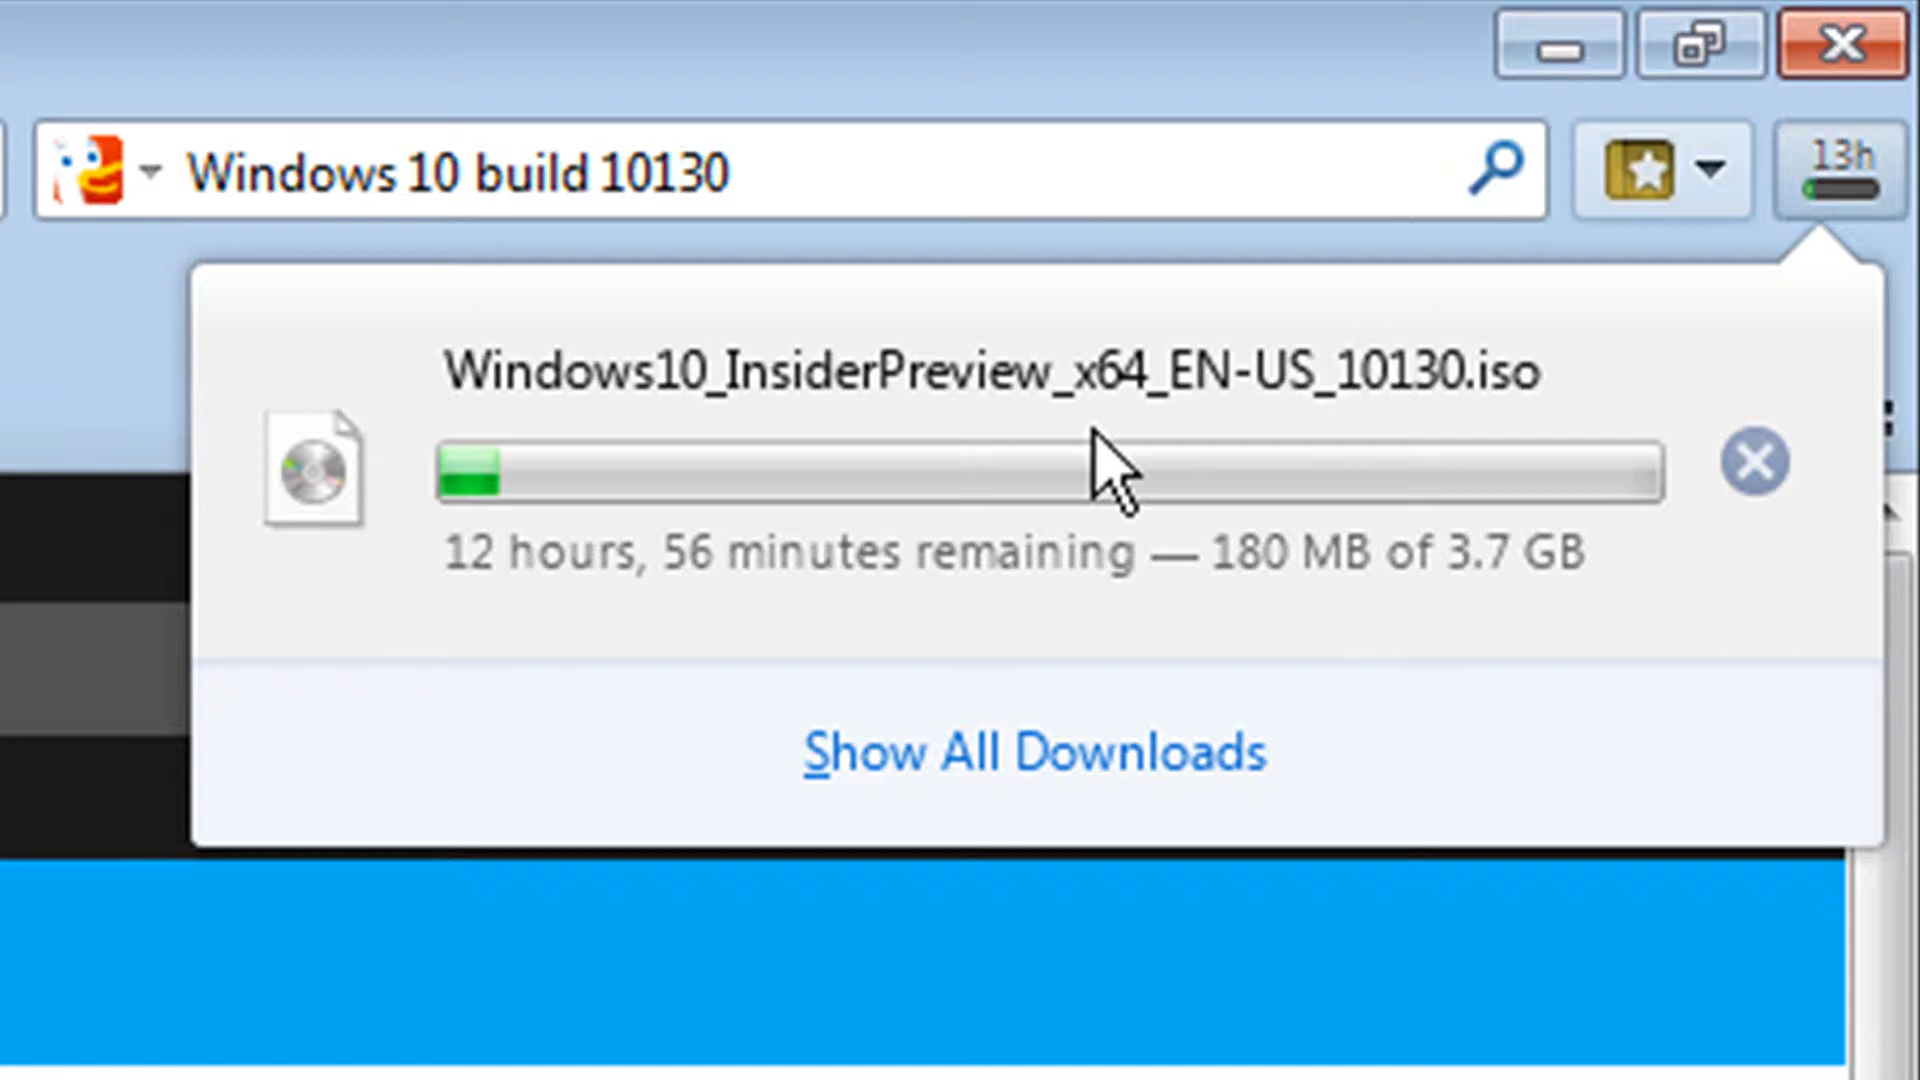 Windows 10 build 10130
13h
Windows10_InsiderPreview_x64_EN-US_10130.iso
12 hours, 56 minutes remaining — 180 MB of 3.7 GB
Show All Downloads